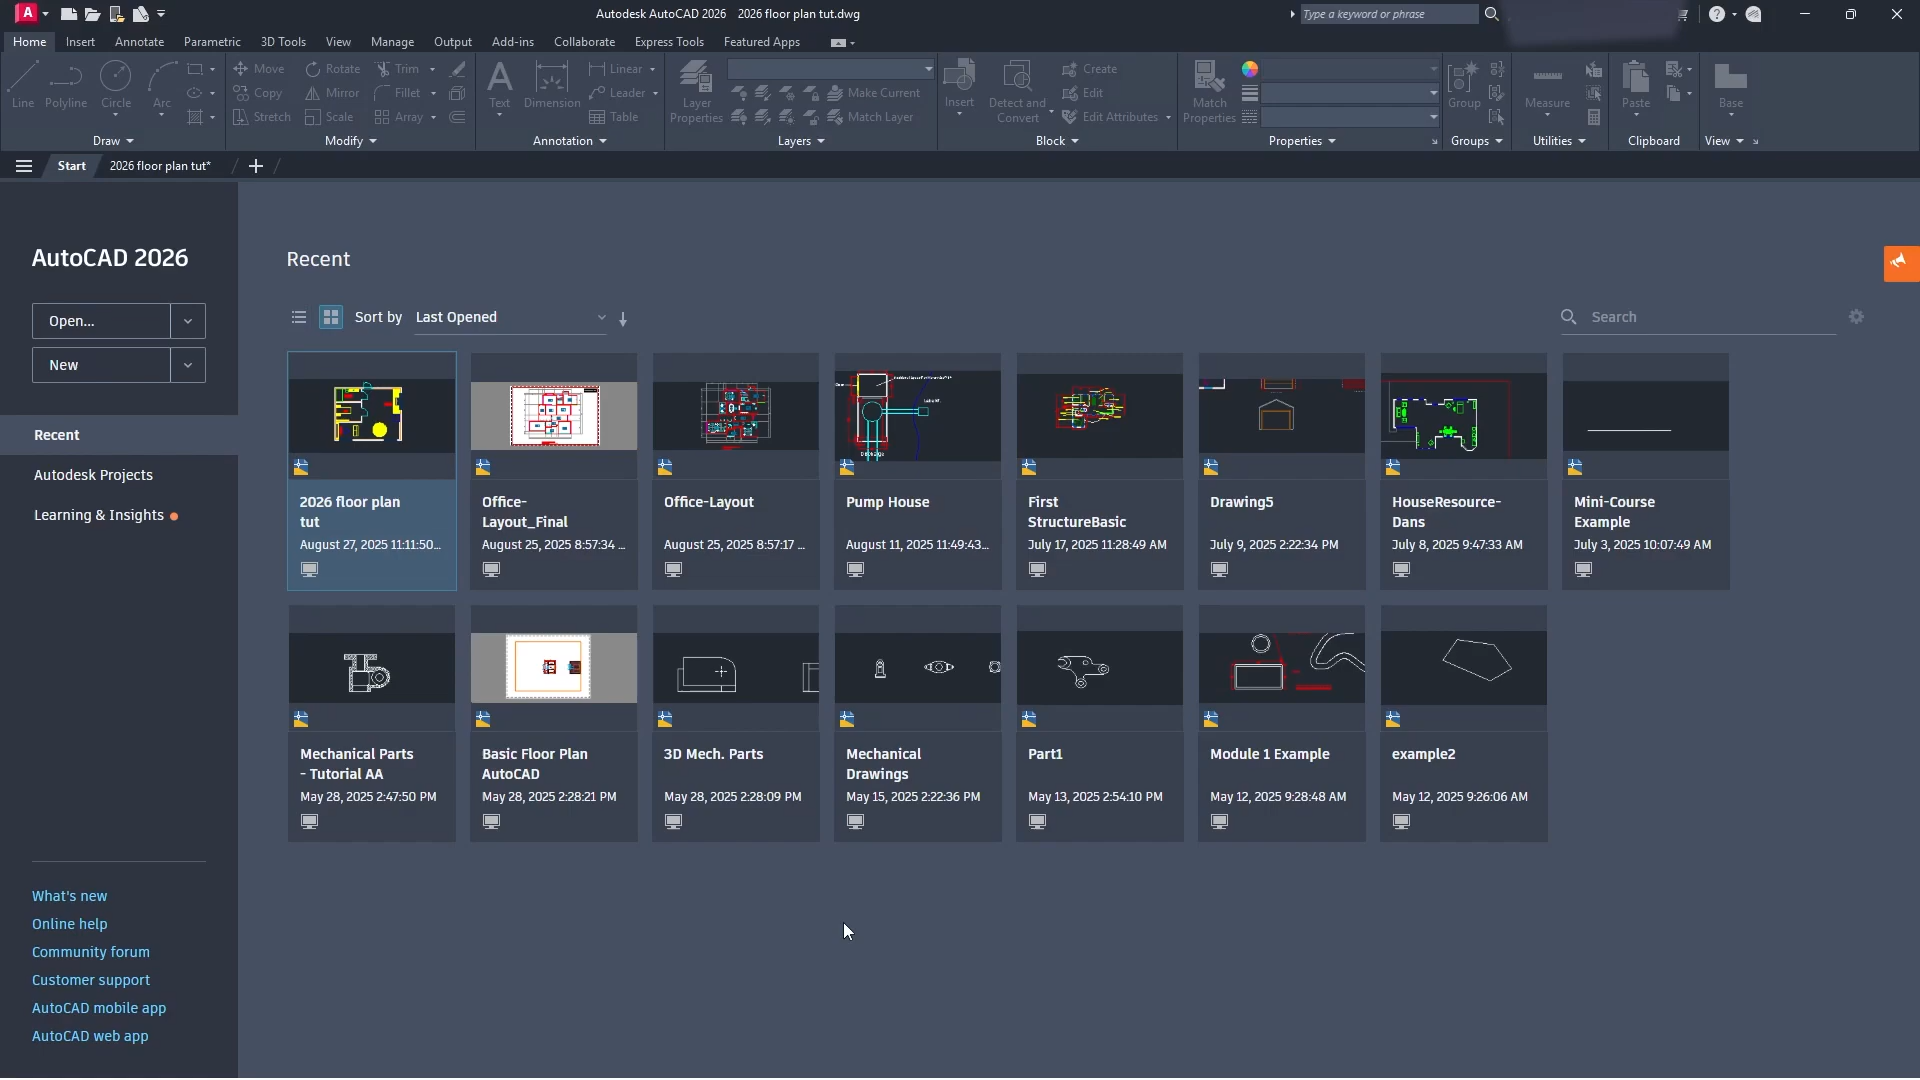 A
Autodesk AutoCAD 2026 2026 floor plan tut.dwg
Type a keyword or phrase
Home Insert Annotate Parametric 3D Tools View Manage Output Add-ins Collaborate Express Tools Featured Apps
Line Polyline Circle Arc
Move Rotate Trim
Copy Mirror Fillet
Stretch Scale Array
Text Dimension
Linear
Leader
Table
Layer Properties
Make Current
Match Layer
Insert
Detect and Convert
Create
Edit
Edit Attributes
Match Properties
Group
Measure
Paste
Base
Draw Modify Annotation Layers Block Properties Groups Utilities Clipboard View
Start 2026 floor plan tut*
AutoCAD 2026
Open...
New
Recent
Autodesk Projects
Learning & Insights
What's new
Online help
Community forum
Customer support
AutoCAD mobile app
AutoCAD web app
Recent
Sort by Last Opened
Search
2026 floor plan
tut
August 27, 2025 11:11:50...
Office-
Layout_Final
August 25, 2025 8:57:34 ...
Office-Layout
August 25, 2025 8:57:17 ...
Pump House
August 11, 2025 11:49:43...
First
StructureBasic
July 17, 2025 11:28:49 AM
Drawing5
July 9, 2025 2:22:34 PM
HouseResource-
Dans
July 8, 2025 9:47:33 AM
Mini-Course
Example
July 3, 2025 10:07:49 AM
Mechanical Parts
- Tutorial AA
May 28, 2025 2:47:50 PM
Basic Floor Plan
AutoCAD
May 28, 2025 2:28:21 PM
3D Mech. Parts
May 28, 2025 2:28:09 PM
Mechanical
Drawings
May 15, 2025 2:22:36 PM
Part1
May 13, 2025 2:54:10 PM
Module 1 Example
May 12, 2025 9:28:48 AM
example2
May 12, 2025 9:26:06 AM